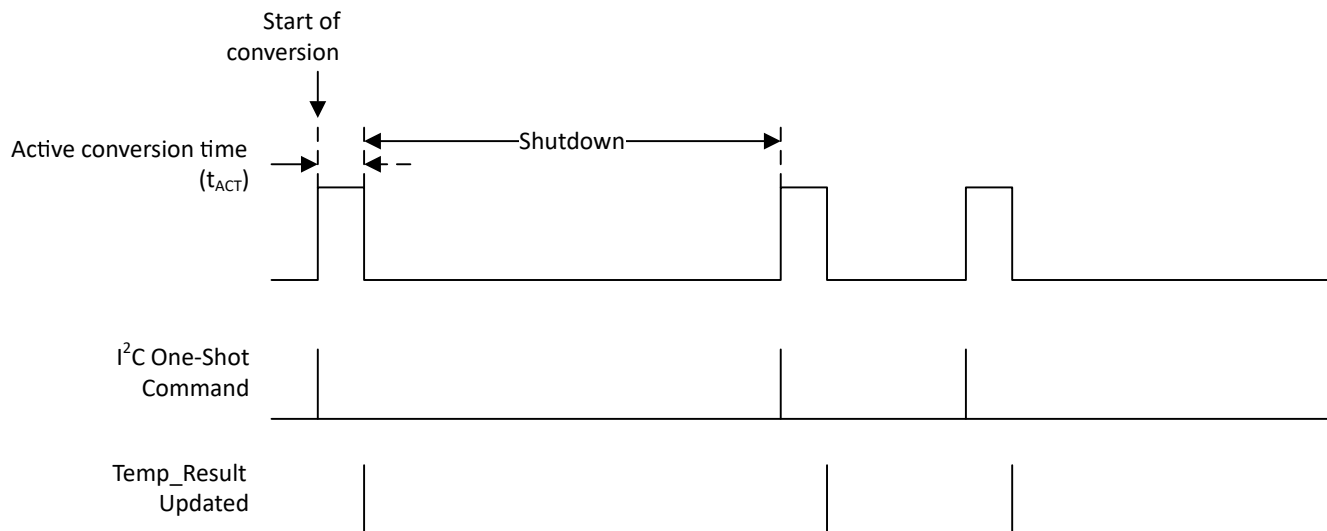 Start of
conversion
Active conversion time
(tACT)
Shutdown
I²C One-Shot
Command
Temp_Result
Updated